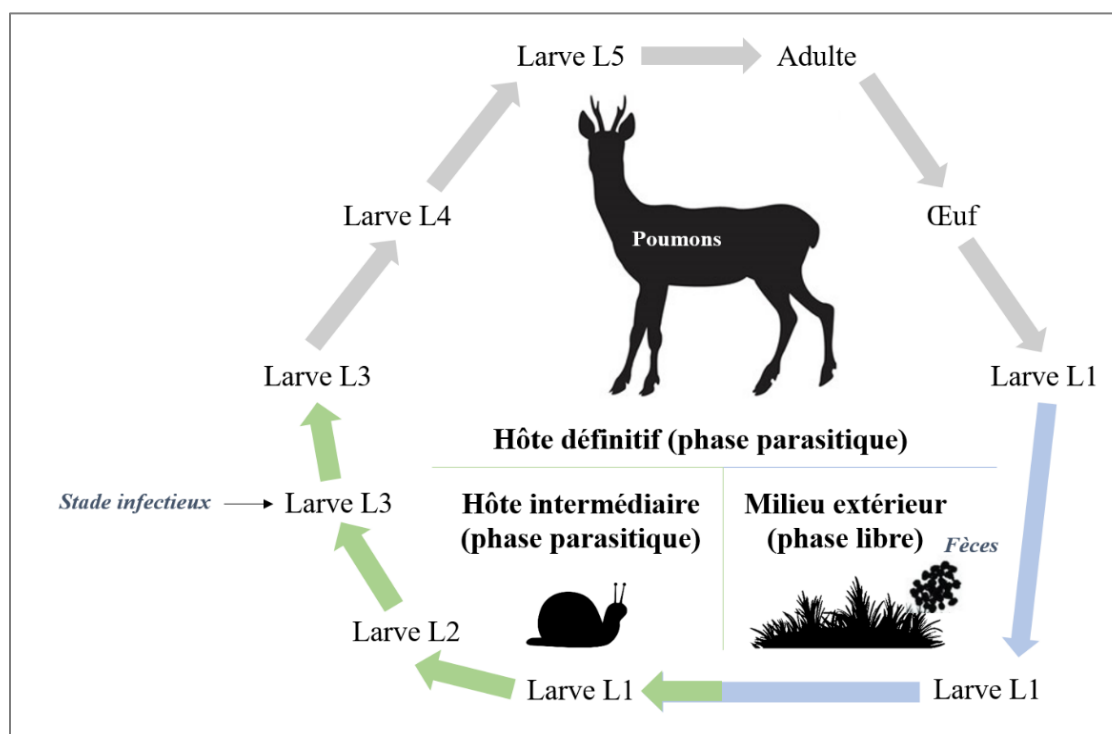 Larve L5
Adulte
Larve L4
Œuf
Poumons
Larve L3
Larve L1
Hôte définitif (phase parasitique)
Stade infectieux
Larve L3
Hôte intermédiaire
(phase parasitique)
Milieu extérieur
(phase libre)
Fèces
Larve L2
Larve L1
Larve L1